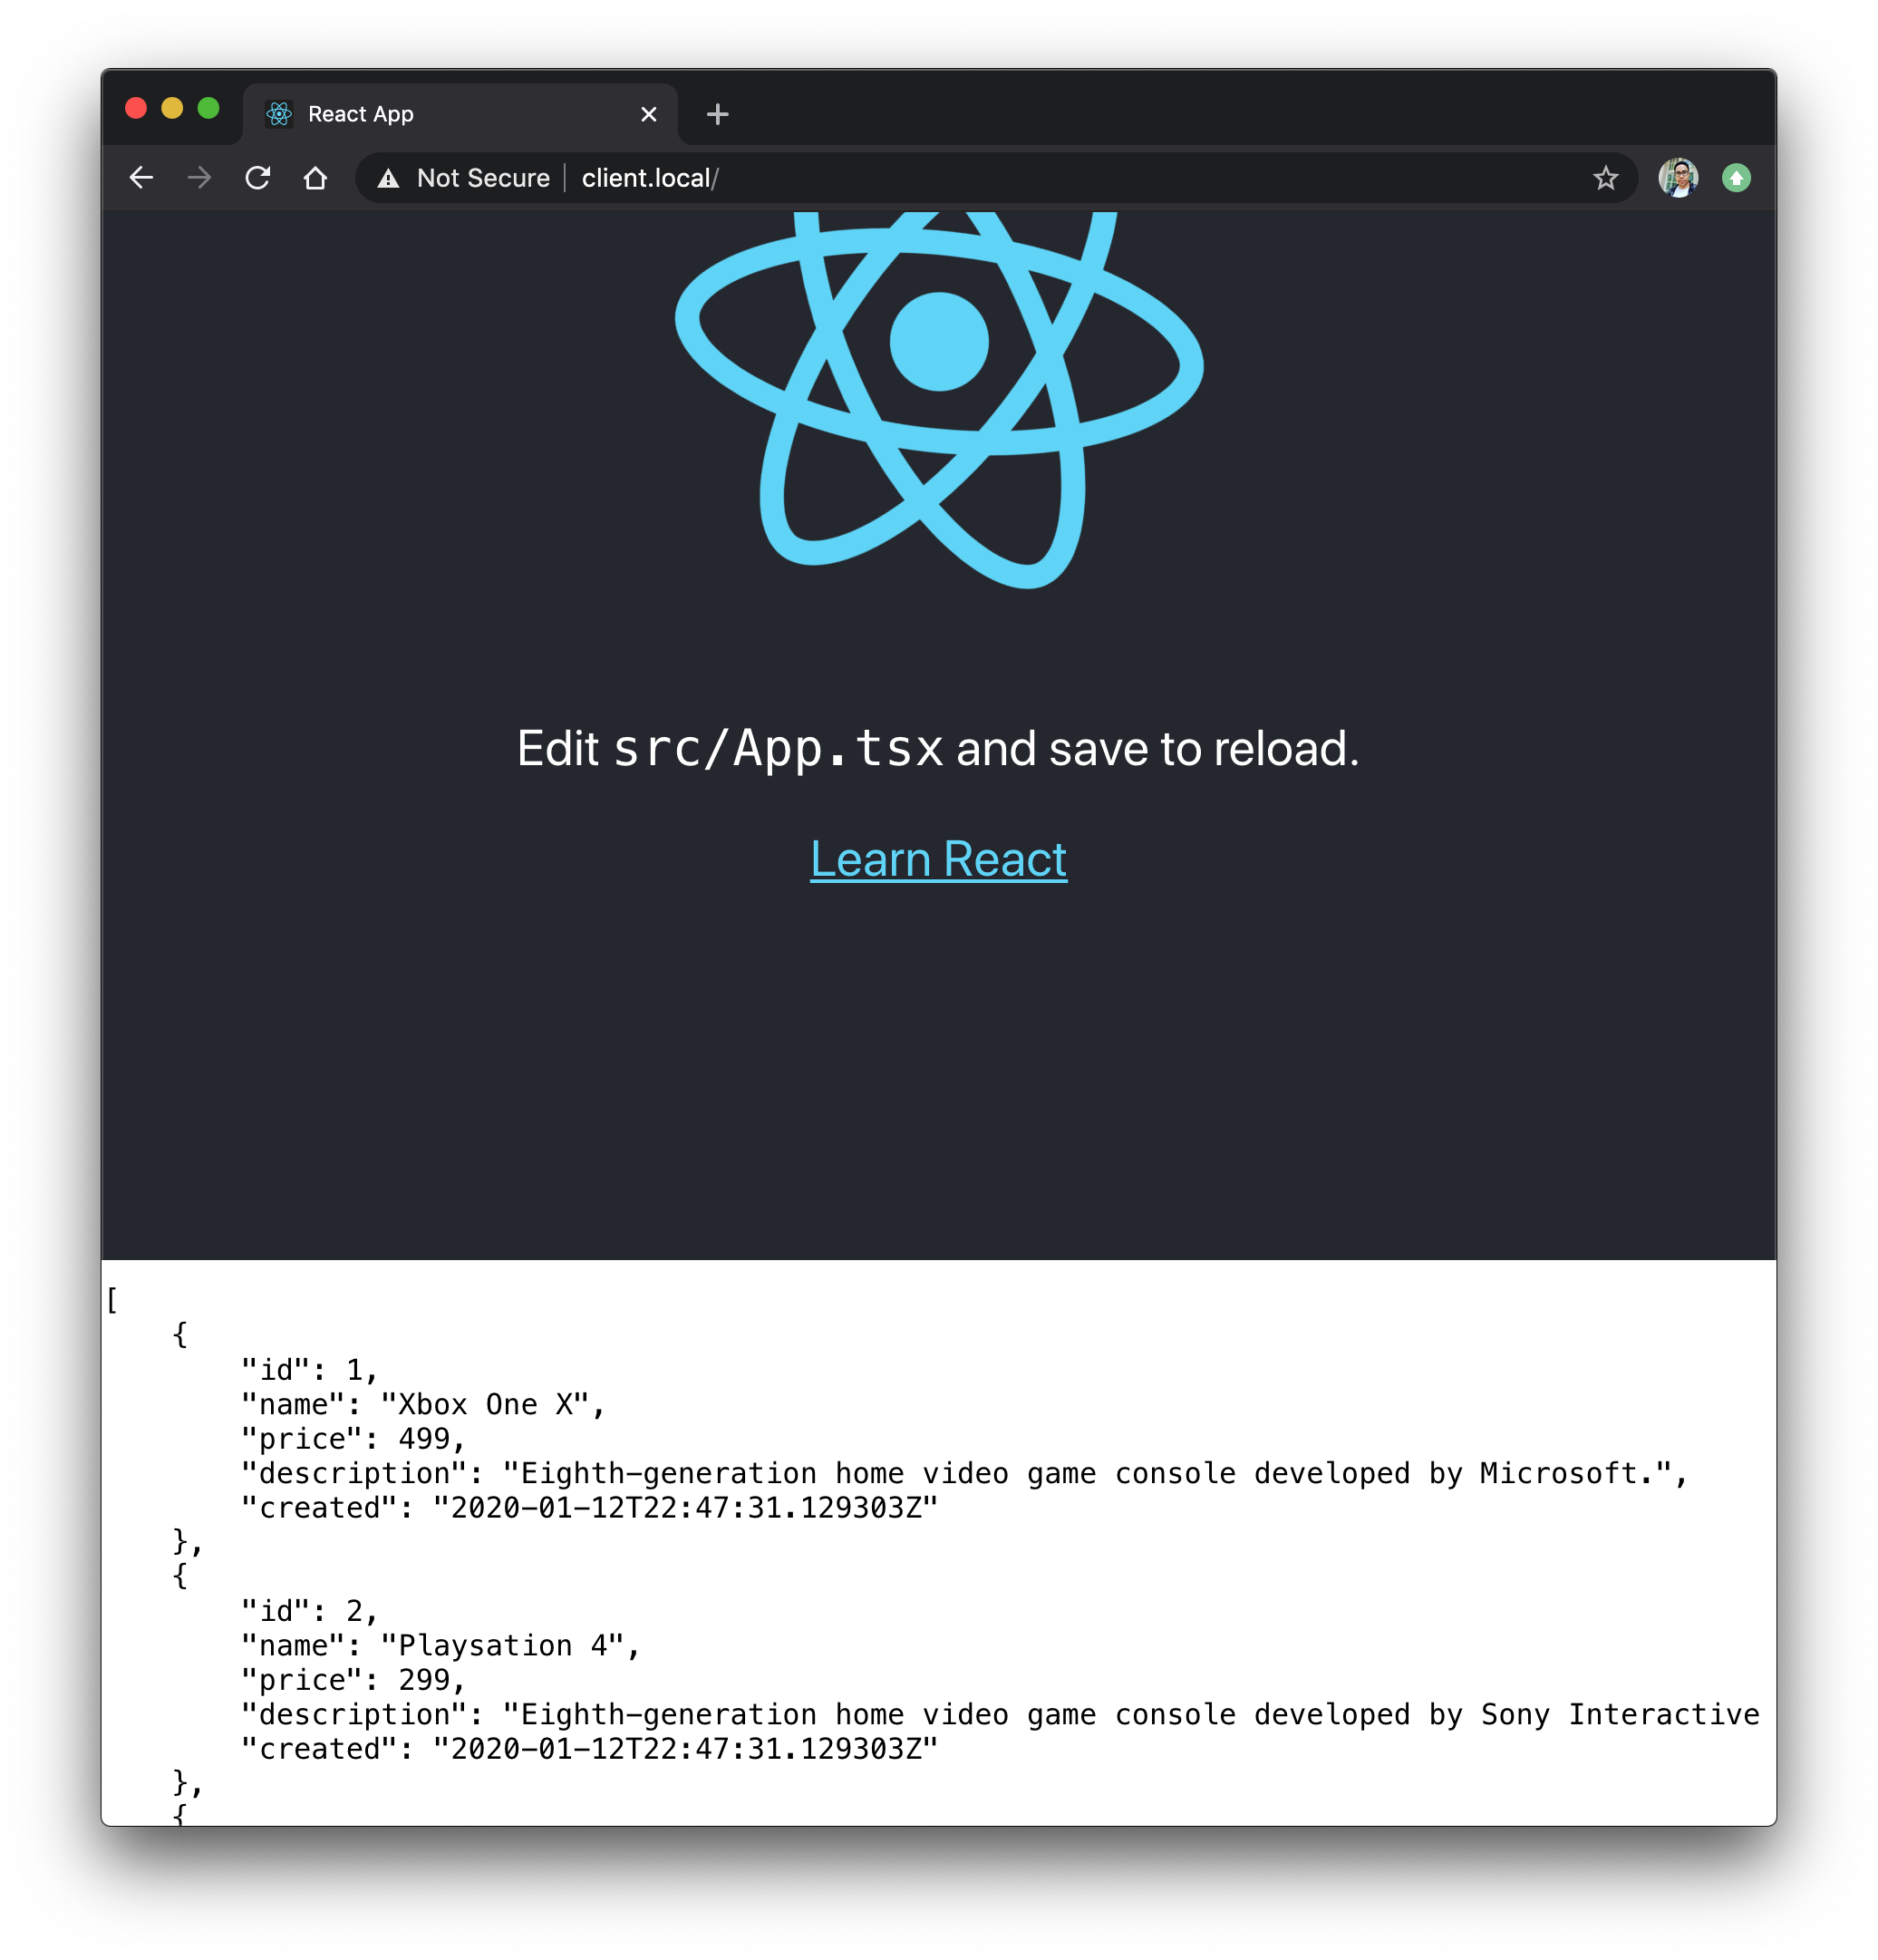 React App
Not Secure client.local/
Edit src/App.tsx and save to reload.
Learn React
[
    {
        "id": 1,
        "name": "Xbox One X",
        "price": 499,
        "description": "Eighth-generation home video game console developed by Microsoft.",
        "created": "2020-01-12T22:47:31.129303Z"
    },
    {
        "id": 2,
        "name": "Playsation 4",
        "price": 299,
        "description": "Eighth-generation home video game console developed by Sony Interactive
        "created": "2020-01-12T22:47:31.129303Z"
    },
    {